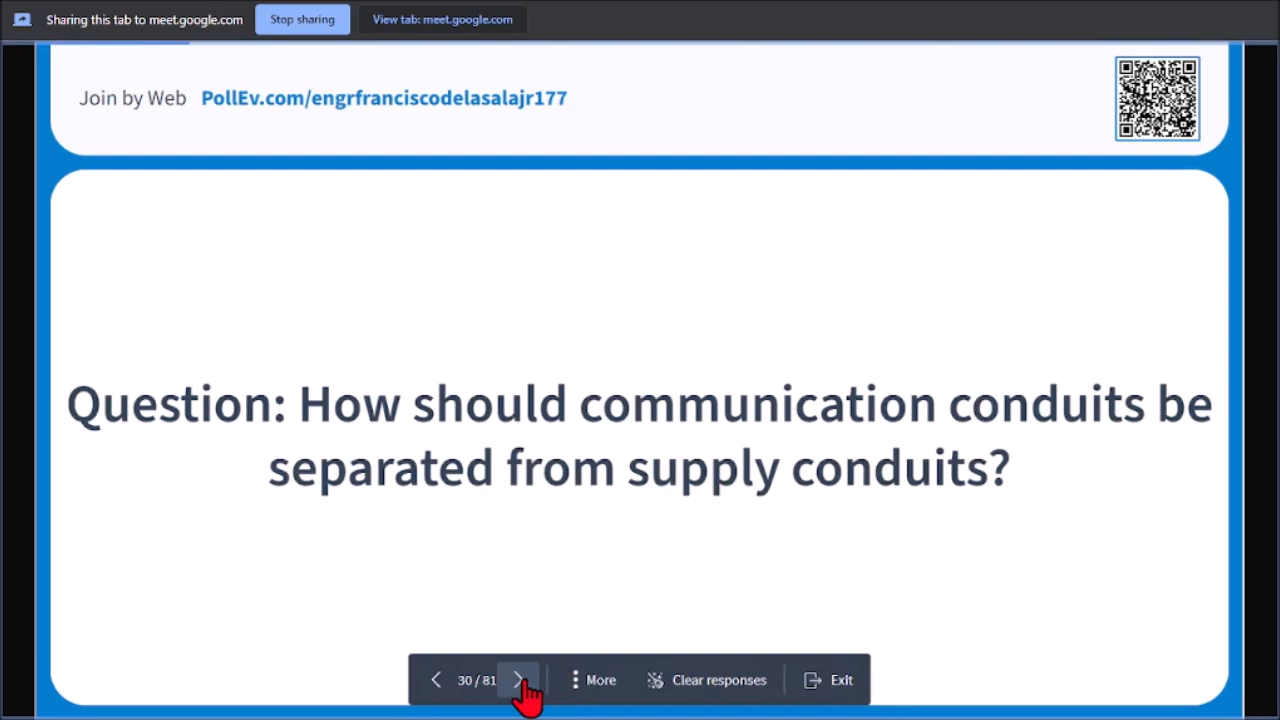 Sharing this tab to meet.google.com Stop sharing View tab: meet.google.com
Join by Web PollEv.com/engrfranciscodelasalajr177
Question: How should communication conduits be
separated from supply conduits?
30 / 81 More Clear responses Exit